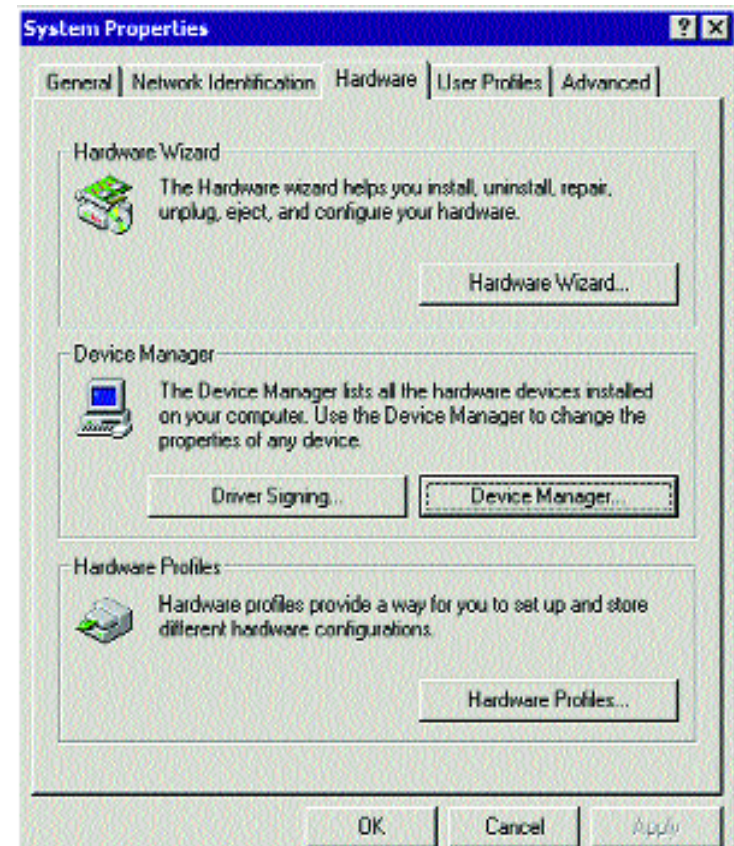 System Properties
General Network Identification Hardware User Profiles Advanced
Hardware Wizard
The Hardware wizard helps you install, uninstall, repair,
unplug, eject, and configure your hardware.
Hardware Wizard...
Device Manager
The Device Manager lists all the hardware devices installed
on your computer. Use the Device Manager to change the
properties of any device.
Driver Signing... Device Manager...
Hardware Profiles
Hardware profiles provide a way for you to set up and store
different hardware configurations.
Hardware Profiles...
OK Cancel Apply